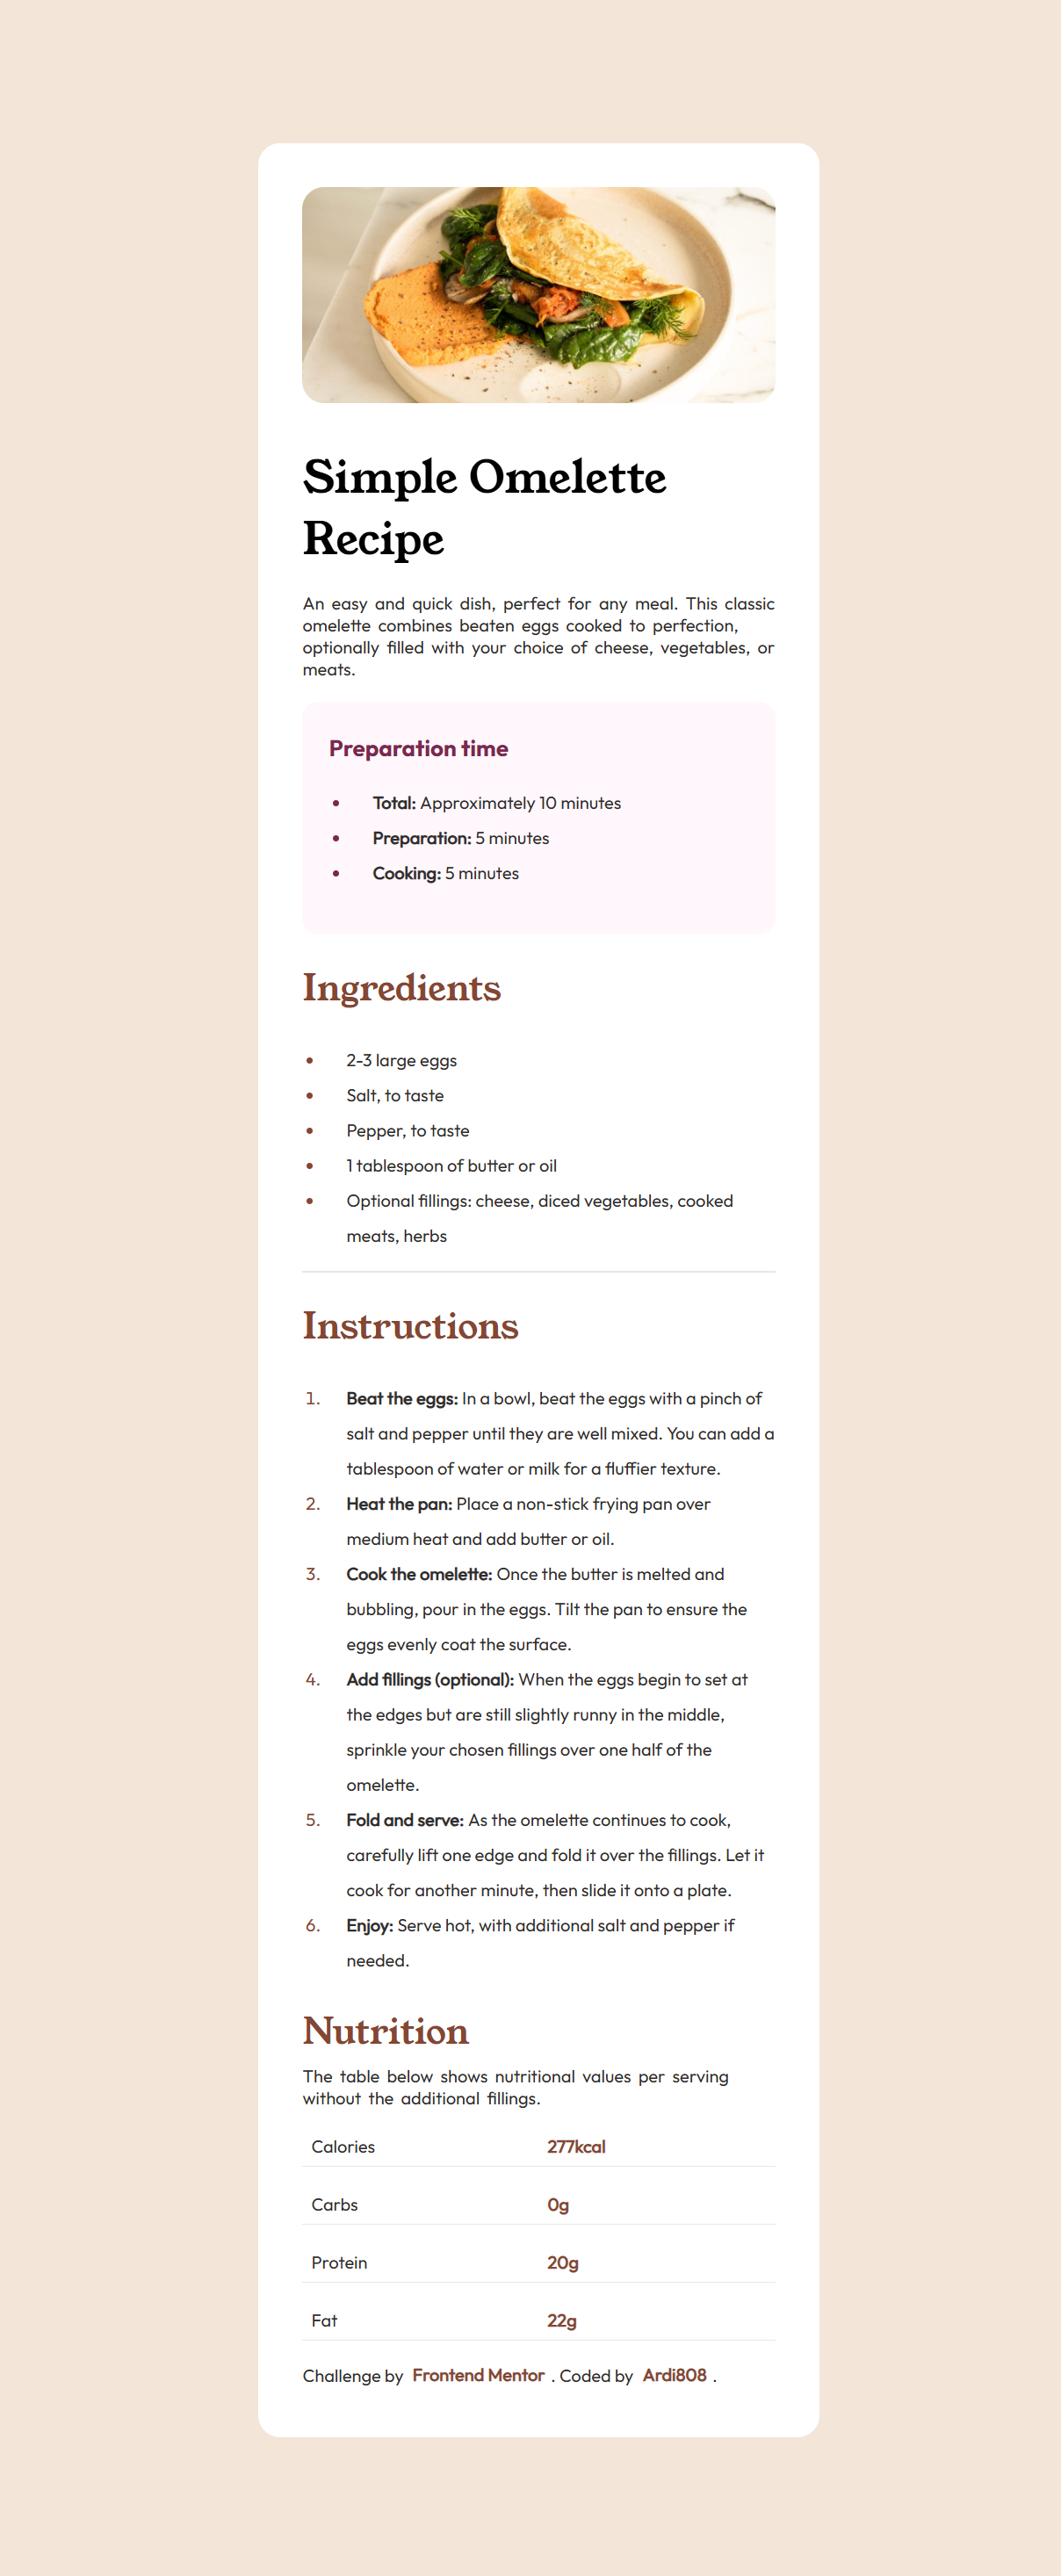 Simple Omelette
Recipe
An easy and quick dish, perfect for any meal. This classic
omelette combines beaten eggs cooked to perfection,
optionally filled with your choice of cheese, vegetables, or
meats.
Preparation time
• Total: Approximately 10 minutes
• Preparation: 5 minutes
• Cooking: 5 minutes
Ingredients
• 2-3 large eggs
• Salt, to taste
• Pepper, to taste
• 1 tablespoon of butter or oil
• Optional fillings: cheese, diced vegetables, cooked
meats, herbs
Instructions
1. Beat the eggs: In a bowl, beat the eggs with a pinch of
salt and pepper until they are well mixed. You can add a
tablespoon of water or milk for a fluffier texture.
2. Heat the pan: Place a non-stick frying pan over
medium heat and add butter or oil.
3. Cook the omelette: Once the butter is melted and
bubbling, pour in the eggs. Tilt the pan to ensure the
eggs evenly coat the surface.
4. Add fillings (optional): When the eggs begin to set at
the edges but are still slightly runny in the middle,
sprinkle your chosen fillings over one half of the
omelette.
5. Fold and serve: As the omelette continues to cook,
carefully lift one edge and fold it over the fillings. Let it
cook for another minute, then slide it onto a plate.
6. Enjoy: Serve hot, with additional salt and pepper if
needed.
Nutrition
The table below shows nutritional values per serving
without the additional fillings.
Calories 277kcal
Carbs 0g
Protein 20g
Fat 22g
Challenge by Frontend Mentor . Coded by Ardi808 .